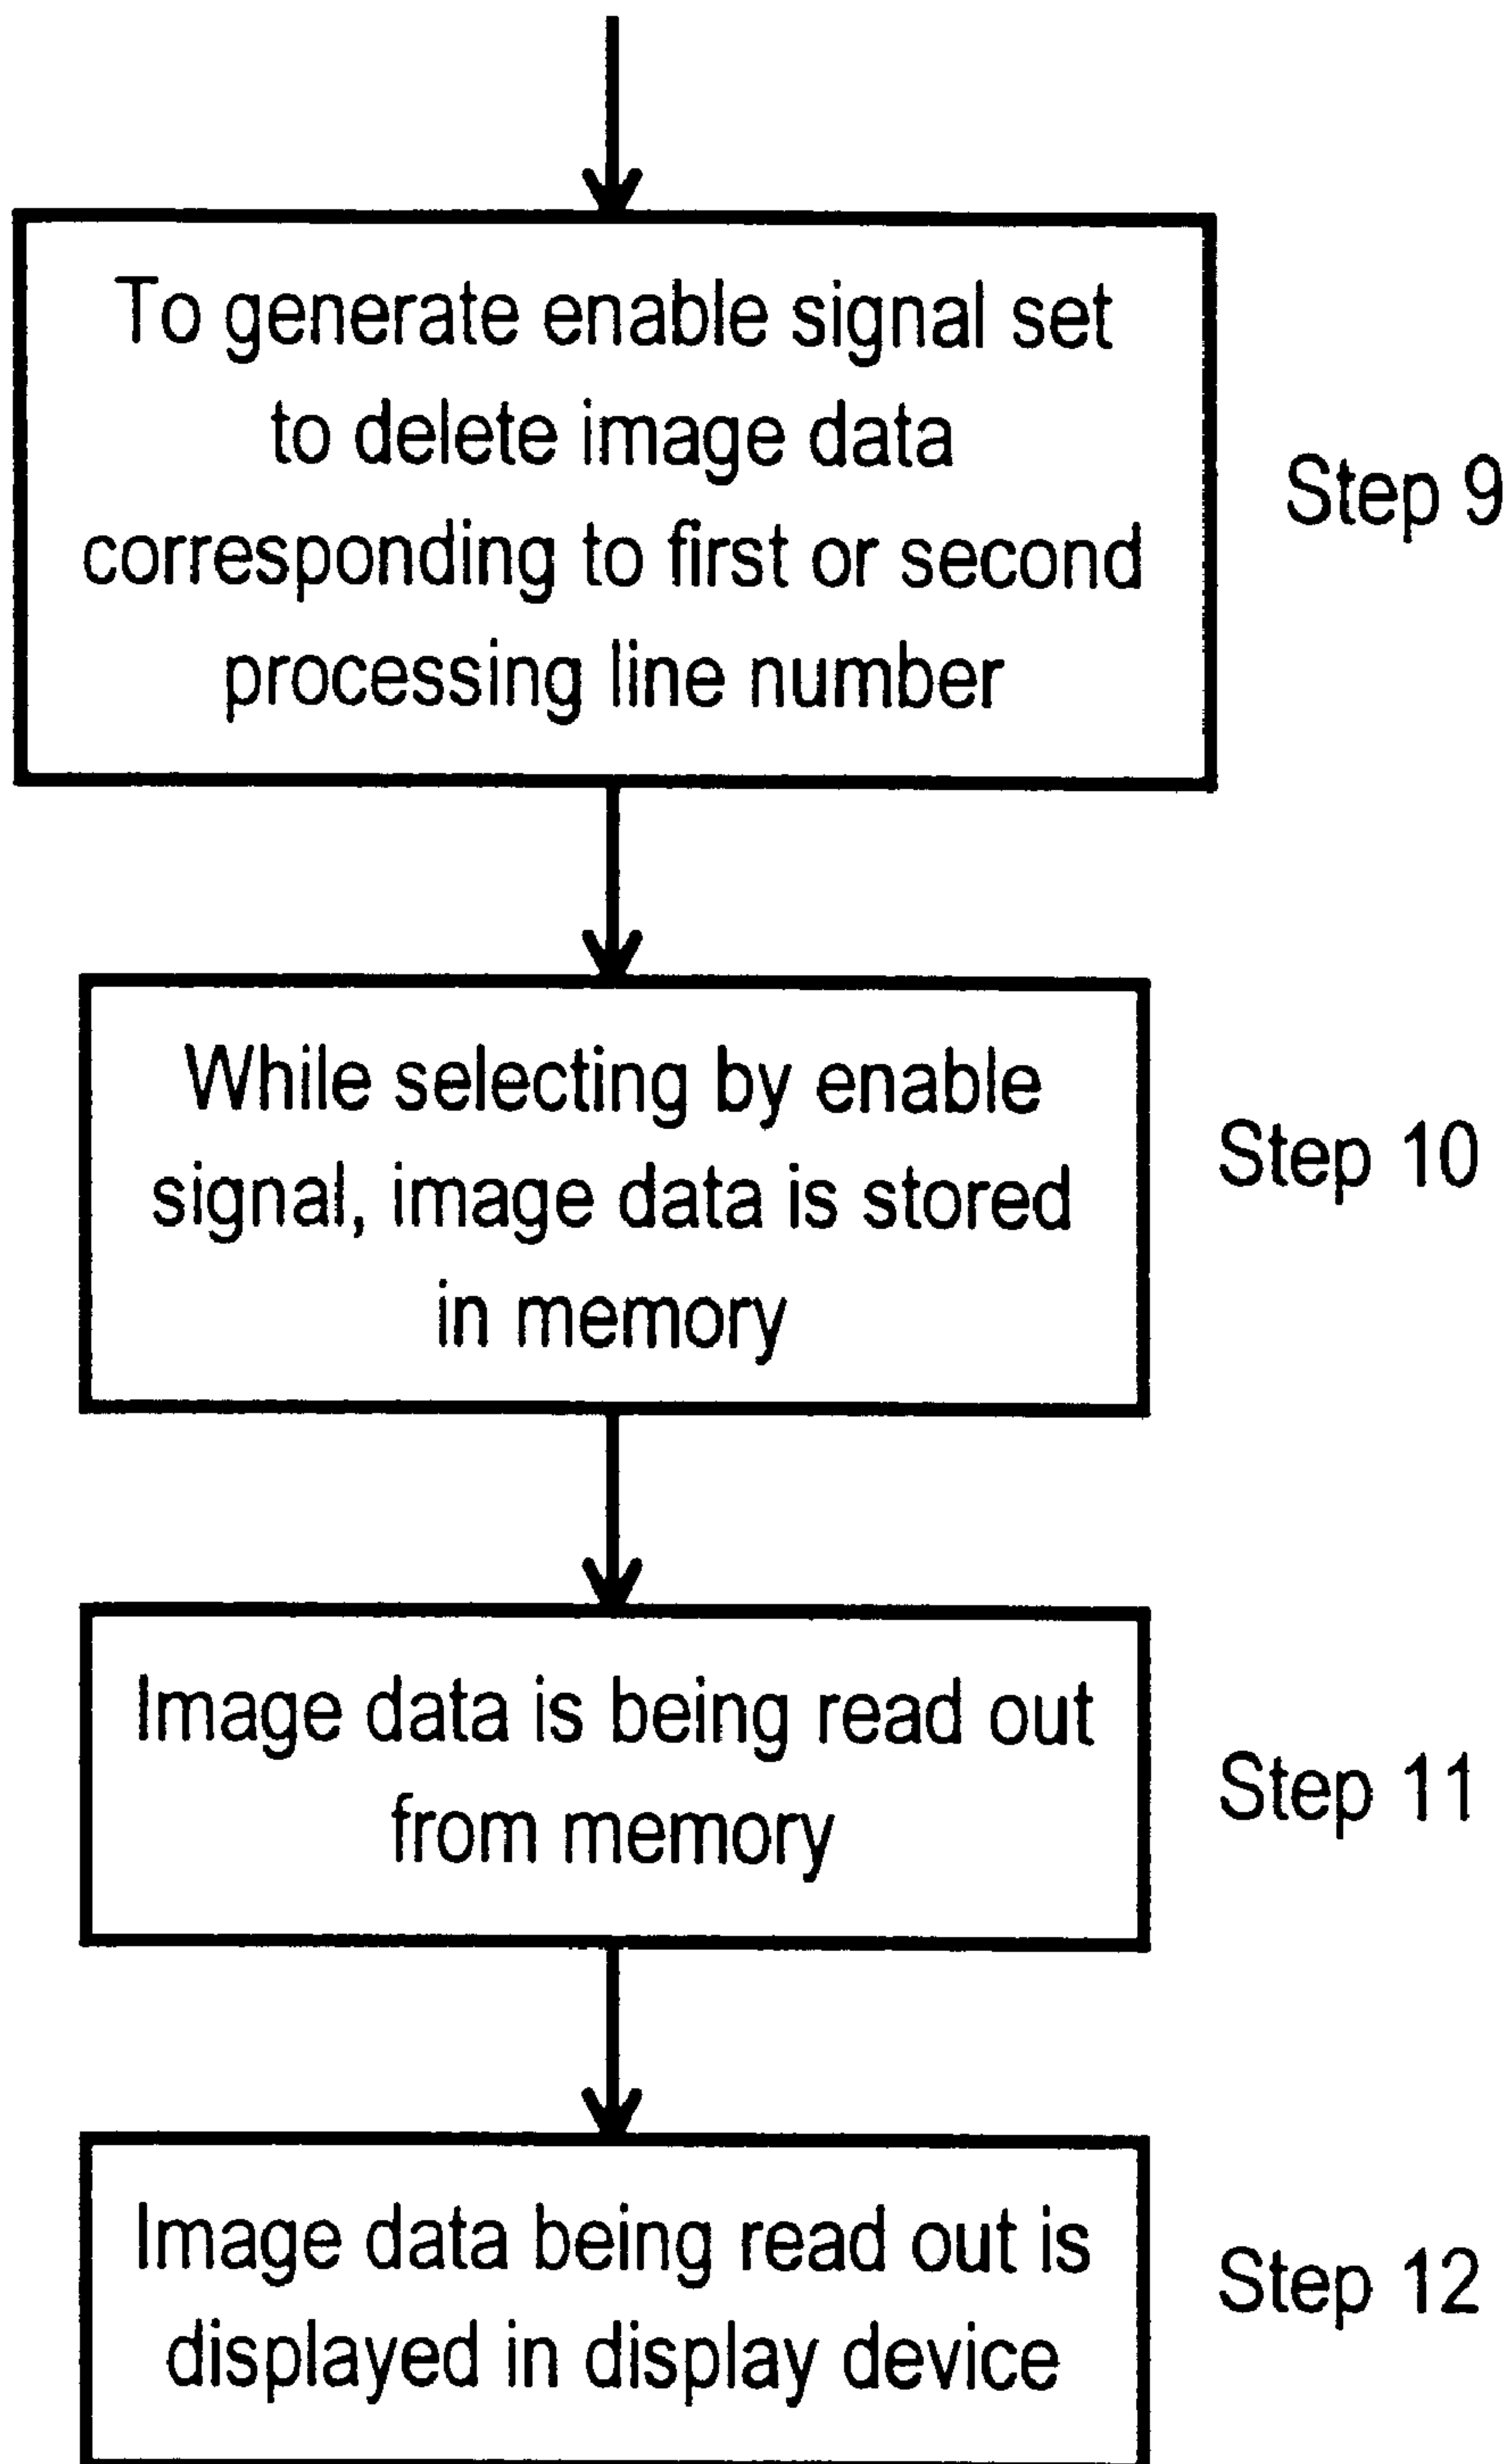 To generate enable signal set
to delete image data
corresponding to first or second
processing line number
Step 9
While selecting by enable
signal, image data is stored
in memory
Step 10
Image data is being read out
from memory
Step 11
Image data being read out is
displayed in display device
Step 12